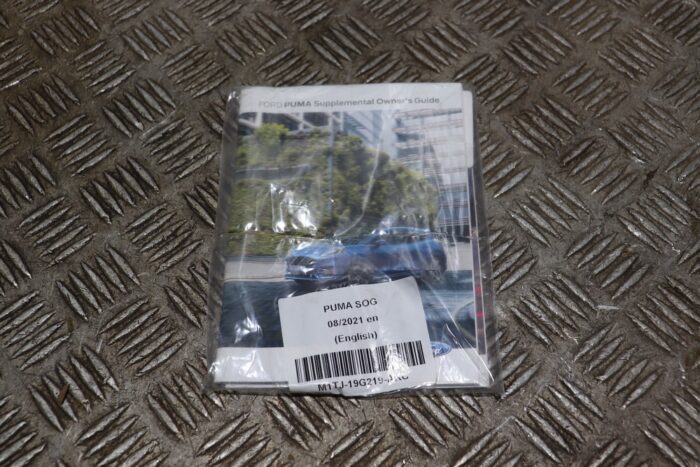 FORD PUMA Supplemental Owner's Guide
PUMA SOG
08/2021 en
(English)